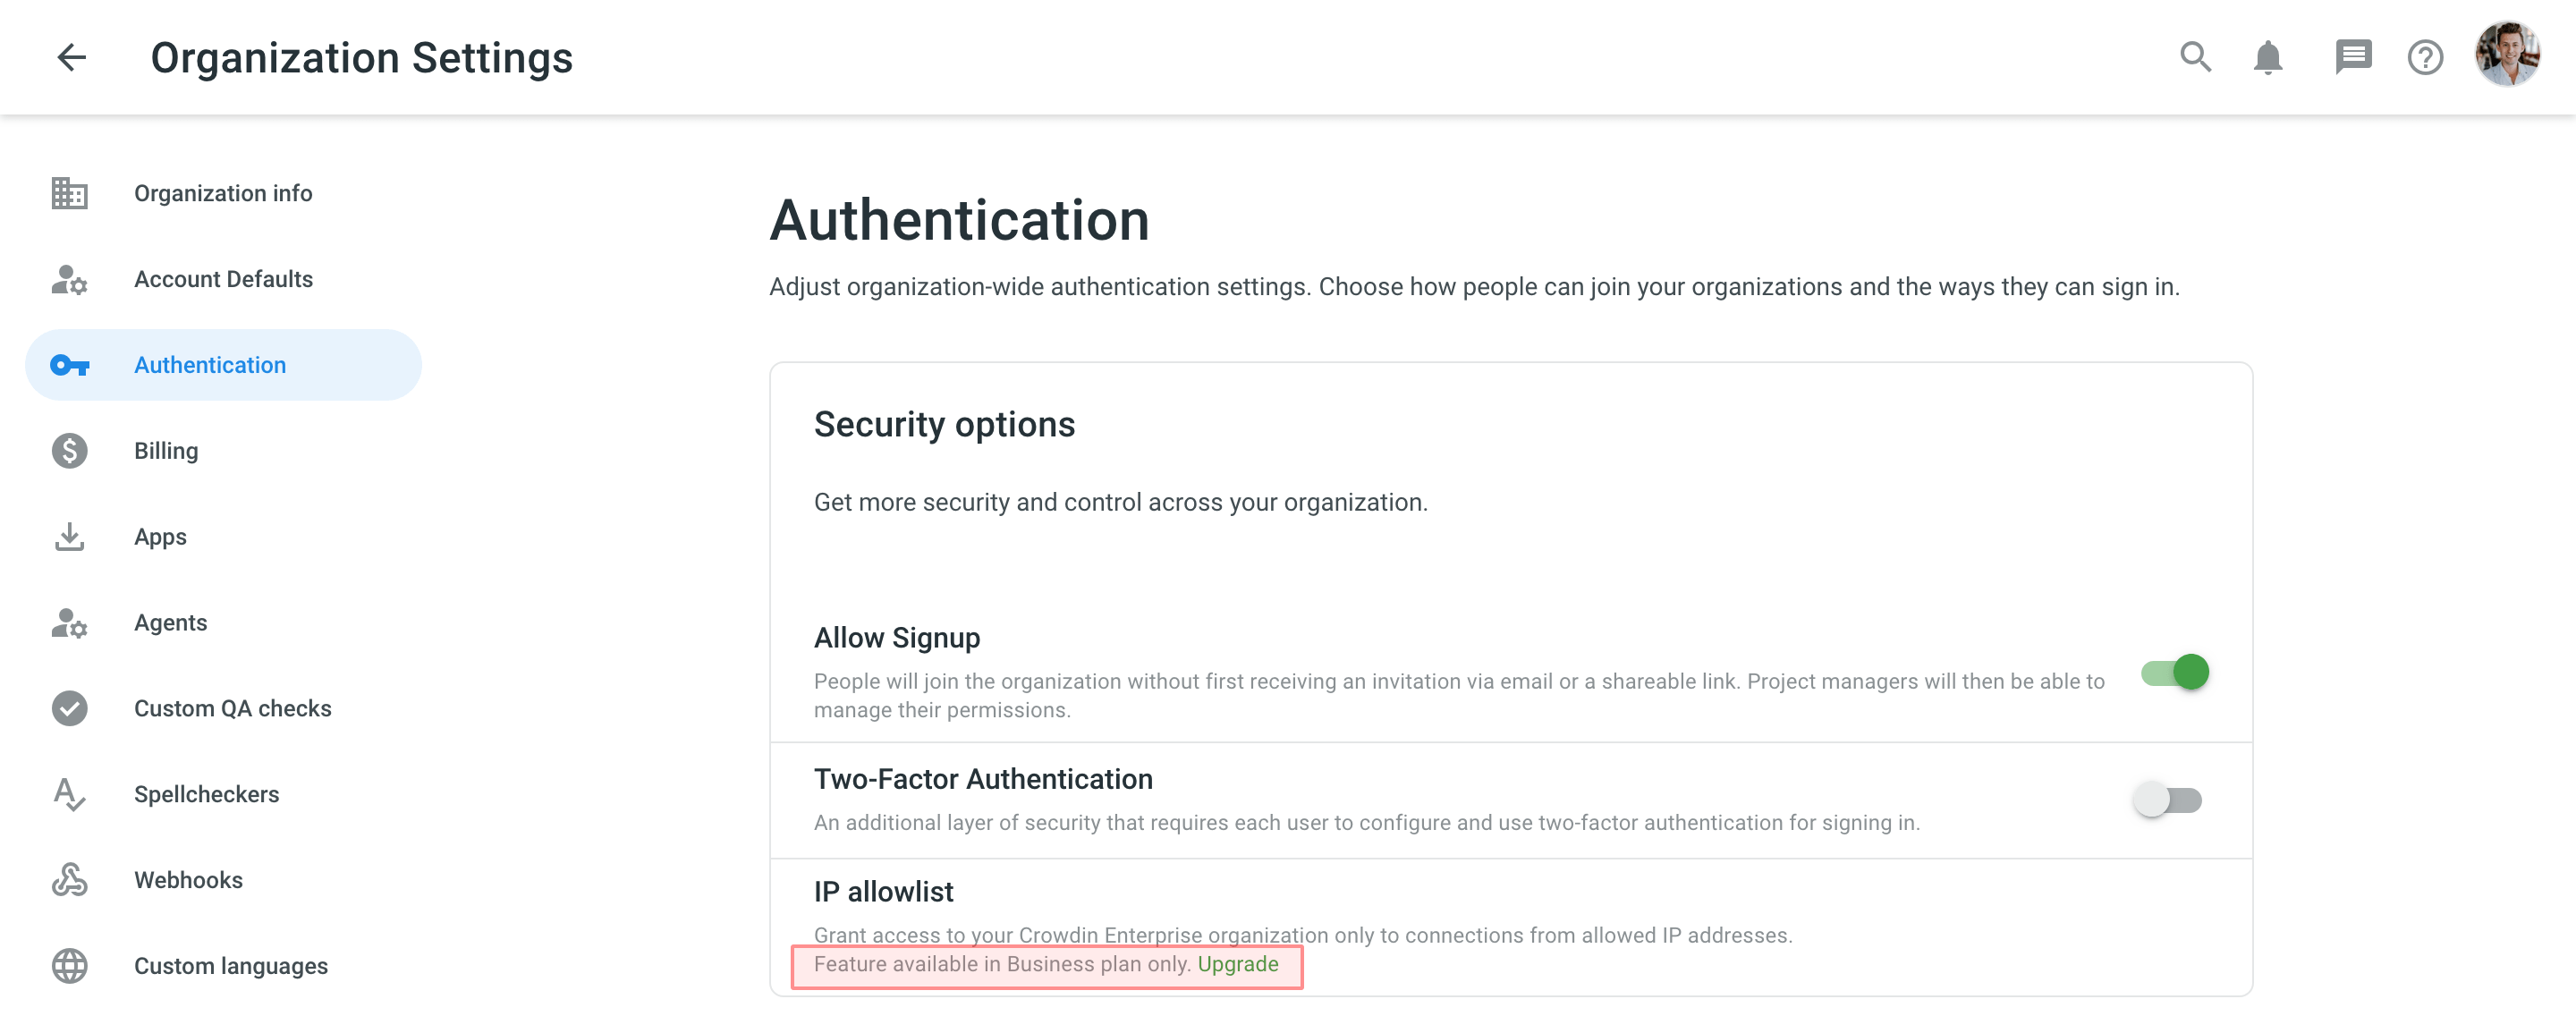 Organization Settings
Organization info
Account Defaults
Authentication
Billing
Apps
Agents
Custom QA checks
Spellcheckers
Webhooks
Custom languages
Authentication
Adjust organization-wide authentication settings. Choose how people can join your organizations and the ways they can sign in.
Security options
Get more security and control across your organization.
Allow Signup
People will join the organization without first receiving an invitation via email or a shareable link. Project managers will then be able to
manage their permissions.
Two-Factor Authentication
An additional layer of security that requires each user to configure and use two-factor authentication for signing in.
IP allowlist
Grant access to your Crowdin Enterprise organization only to connections from allowed IP addresses.
Feature available in Business plan only. Upgrade